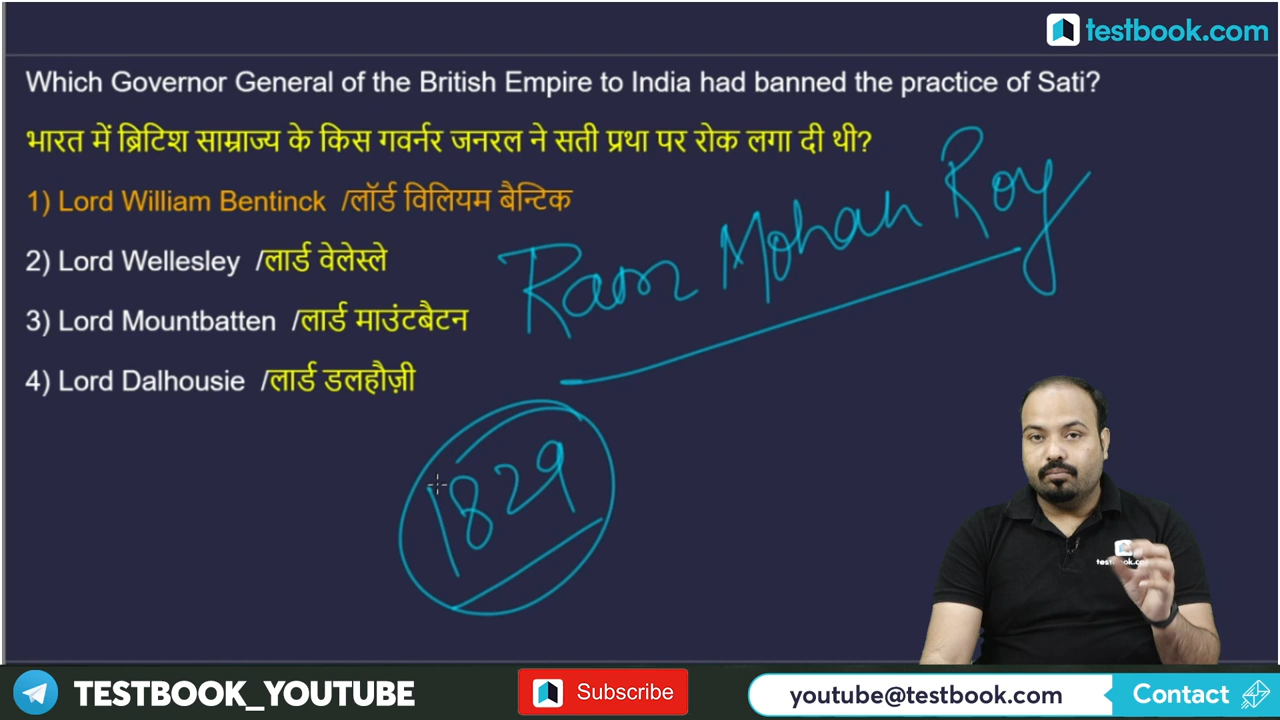 testbook.com
Which Governor General of the British Empire to India had banned the practice of Sati?
भारत में ब्रिटिश साम्राज्य के किस गवर्नर जनरल ने सती प्रथा पर रोक लगा दी थी?
1) Lord William Bentinck /लॉर्ड विलियम बैन्टिक
2) Lord Wellesley /लार्ड वेलेस्ले
3) Lord Mountbatten /लार्ड माउंटबैटन
4) Lord Dalhousie /लार्ड डलहौज़ी
Ram Mohan Roy
1829
testbook.com
TESTBOOK_YOUTUBE
Subscribe
youtube@testbook.com
Contact